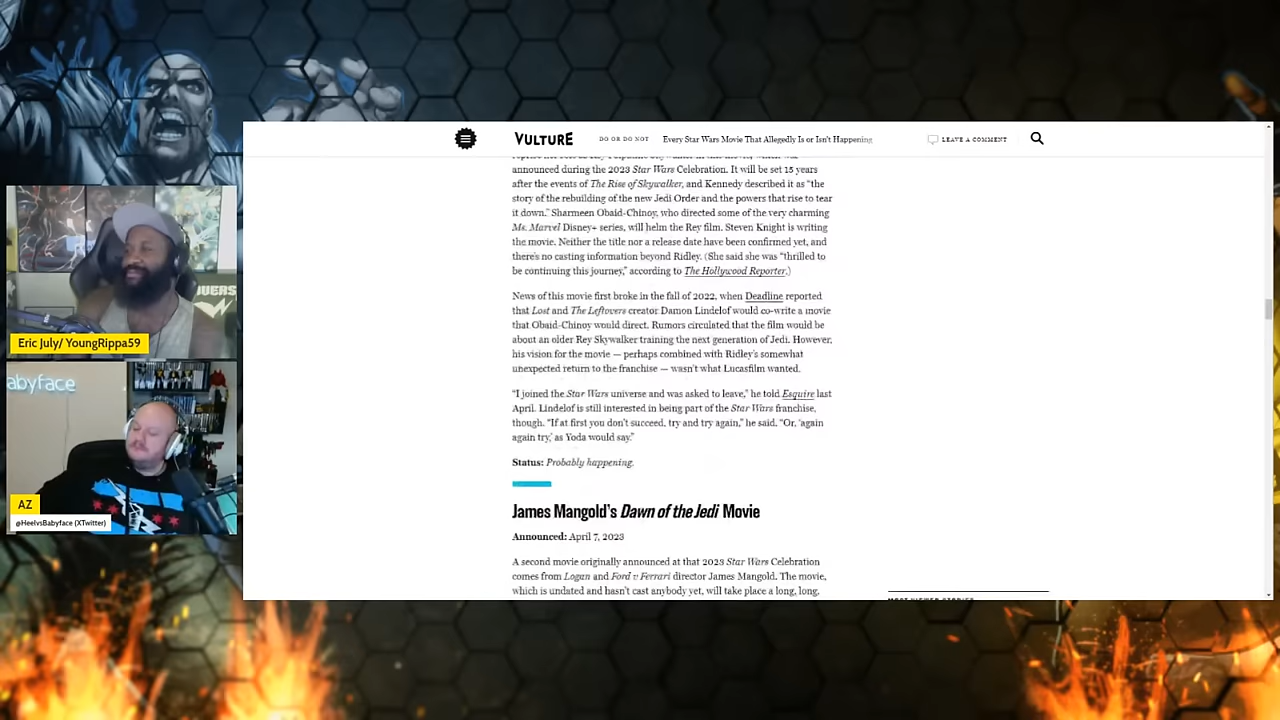 VULTURE
DO OR DO NOT
Every Star Wars Movie That Allegedly Is or Isn't Happening
LEAVE A COMMENT
announced during the 2023 Star Wars Celebration. It will be set 15 years
after the events of The Rise of Skywalker, and Kennedy described it as “the
story of the rebuilding of the new Jedi Order and the powers that rise to tear
it down.” Sharmeen Obaid-Chinoy, who directed some of the very charming
Ms. Marvel Disney+ series, will helm the Rey film. Steven Knight is writing
the movie. Neither the title nor a release date have been confirmed yet, and
there's no casting information beyond Ridley. (She said she was “thrilled to
be continuing this journey,” according to The Hollywood Reporter.)
News of this movie first broke in the fall of 2022, when Deadline reported
that Lost and The Leftovers creator Damon Lindelof would co-write a movie
that Obaid-Chinoy would direct. Rumors circulated that the film would be
about an older Rey Skywalker training the next generation of Jedi. However,
his vision for the movie — perhaps combined with Ridley's somewhat
unexpected return to the franchise — wasn't what Lucasfilm wanted.
“I joined the Star Wars universe and was asked to leave,” he told Esquire last
April. Lindelof is still interested in being part of the Star Wars franchise,
though. “If at first you don't succeed, try and try again,” he said. “Or, ‘again
again try,’ as Yoda would say.”
Status: Probably happening.
James Mangold's Dawn of the Jedi Movie
Announced: April 7, 2023
A second movie originally announced at that 2023 Star Wars Celebration
comes from Logan and Ford v Ferrari director James Mangold. The movie,
which is undated and hasn't cast anybody yet, will take place a long, long,
MOST VIEWED STORIES
Eric July/ YoungRippa59
abyface
AZ
@HeelvsBabyface (XTwitter)